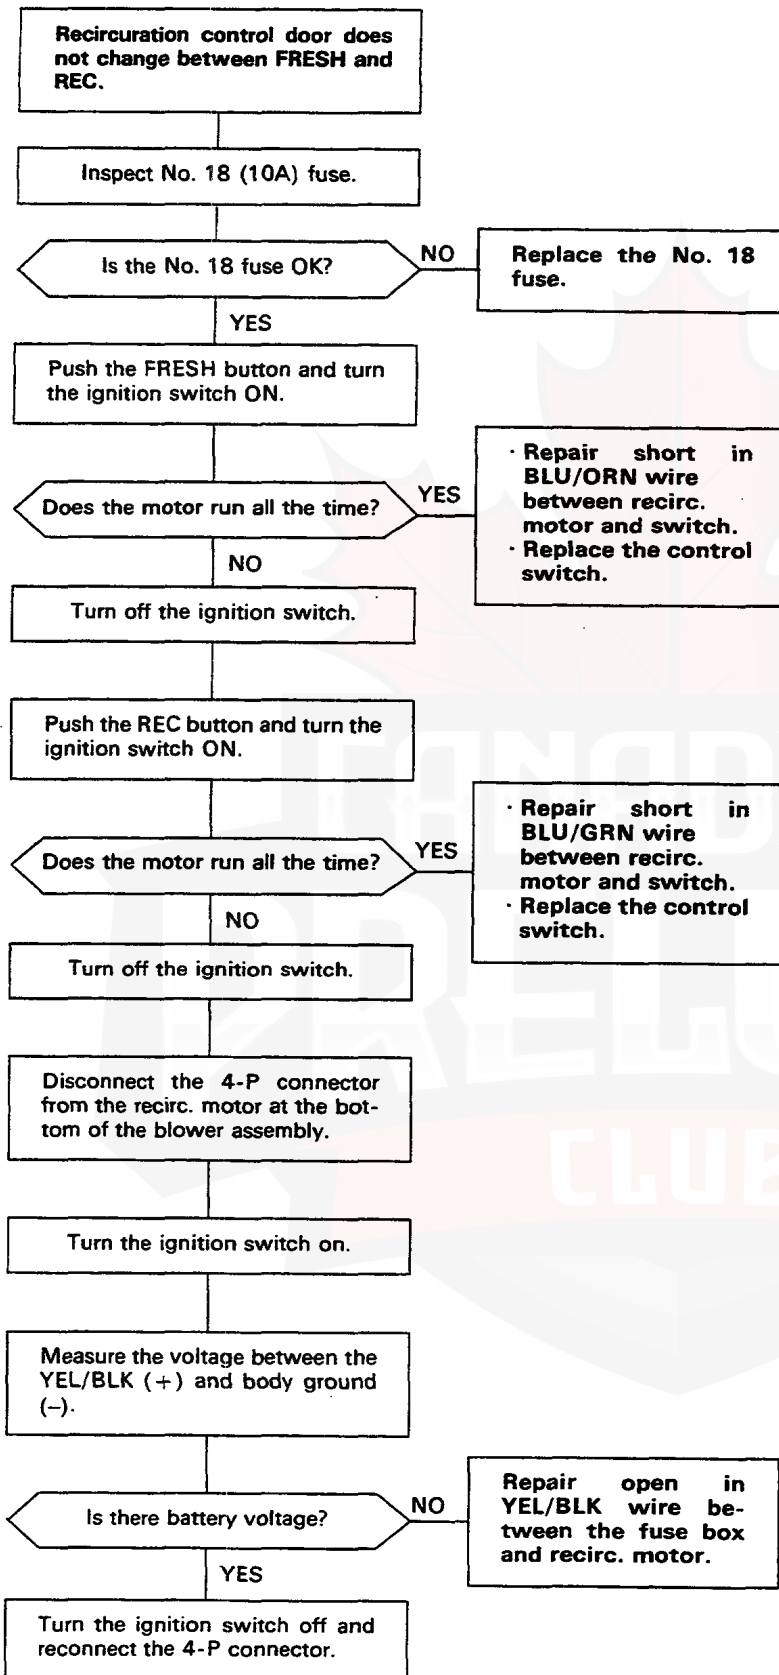 Recircuration control door does
not change between FRESH and
REC.
Inspect No. 18 (10A) fuse.
Is the No. 18 fuse OK?
NO
Replace the No. 18
fuse.
YES
Push the FRESH button and turn
the ignition switch ON.
Does the motor run all the time?
YES
· Repair short in
BLU/ORN wire
between recirc.
motor and switch.
· Replace the control
switch.
NO
Turn off the ignition switch.
Push the REC button and turn the
ignition switch ON.
Does the motor run all the time?
YES
· Repair short in
BLU/GRN wire
between recirc.
motor and switch.
· Replace the control
switch.
NO
Turn off the ignition switch.
Disconnect the 4-P connector
from the recirc. motor at the bot-
tom of the blower assembly.
Turn the ignition switch on.
Measure the voltage between the
YEL/BLK (+) and body ground
(–).
Is there battery voltage?
NO
Repair open in
YEL/BLK wire be-
tween the fuse box
and recirc. motor.
YES
Turn the ignition switch off and
reconnect the 4-P connector.
CLUB